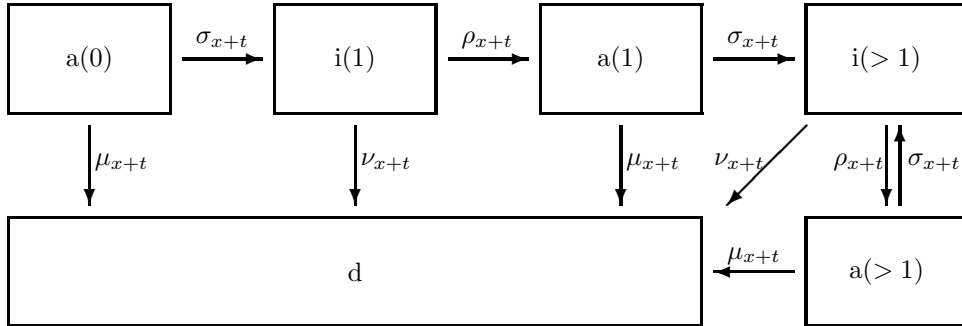 a(0) σ_{x+t} i(1) ρ_{x+t} a(1) σ_{x+t} i(> 1)
μ_{x+t} ν_{x+t} μ_{x+t} ν_{x+t} ρ_{x+t} σ_{x+t}
d μ_{x+t} a(> 1)